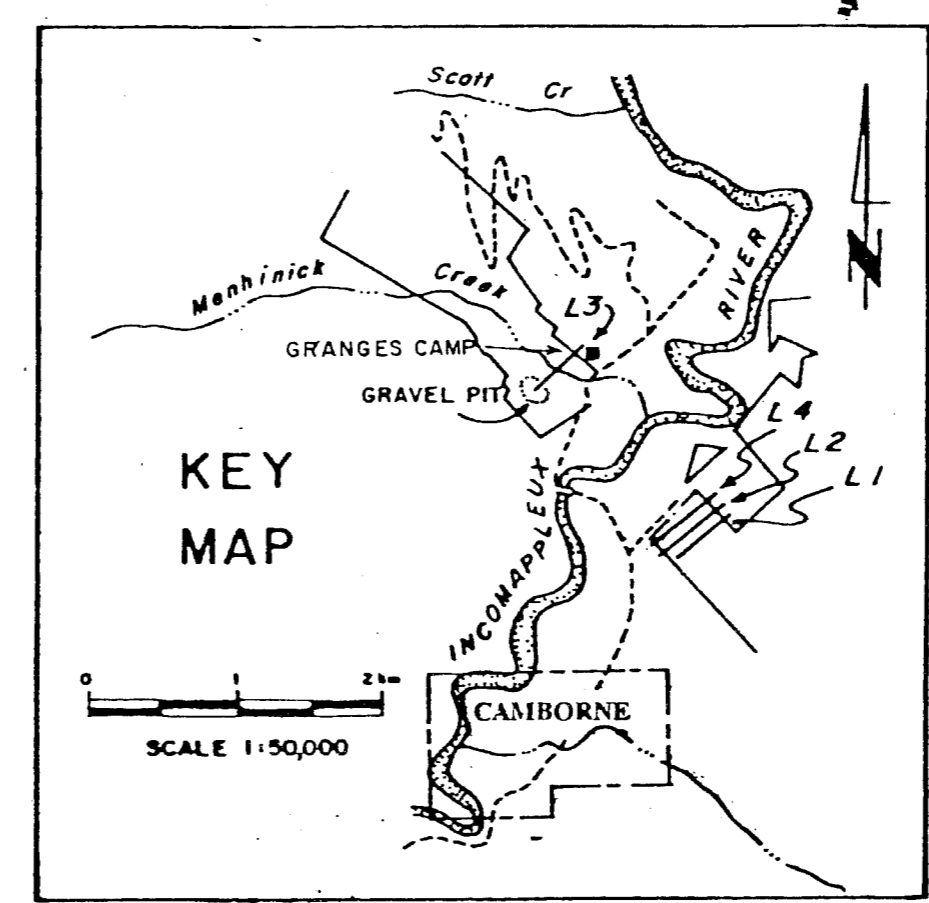 Scott Cr
Menhinick Creek
RIVER
L3
GRANGES CAMP
GRAVEL PIT
L4
L2
L1
KEY
MAP
INCOMAPPLEUX
N
0 1 2 km
SCALE 1:50,000
CAMBORNE